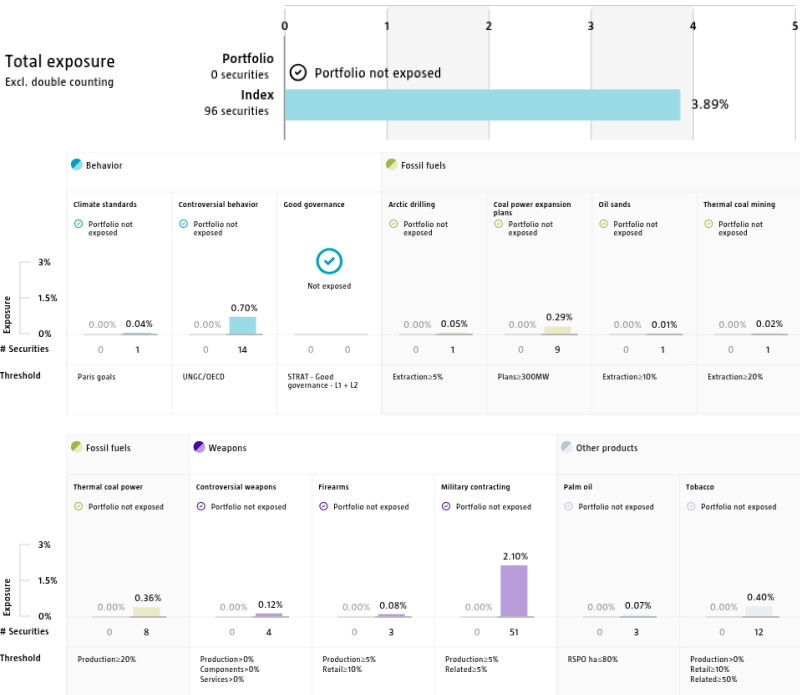 0 1 2 3 4 5
Total exposure
Excl. double counting
Portfolio
0 securities
Portfolio not exposed
Index
96 securities
3.89%
Behavior
Fossil fuels
Climate standards
Controversial behavior
Good governance
Arctic drilling
Coal power expansion
plans
Oil sands
Thermal coal mining
Portfolio not
exposed
Portfolio not
exposed
Not exposed
Portfolio not
exposed
Portfolio not
exposed
Portfolio not
exposed
Portfolio not
exposed
Exposure
3%
1.5%
0%
0.00% 0.04%
0.00% 0.70%
0.00% 0.05%
0.00% 0.29%
0.00% 0.01%
0.00% 0.02%
# Securities 0 1 0 14 0 0 0 1 0 9 0 1 0 1
Threshold
Paris goals
UNGC/OECD
STRAT - Good
governance - L1 + L2
Extraction≥5%
Plans≥300MW
Extraction≥10%
Extraction≥20%
Fossil fuels
Weapons
Other products
Thermal coal power
Controversial weapons
Firearms
Military contracting
Palm oil
Tobacco
Portfolio not exposed
Portfolio not exposed
Portfolio not exposed
Portfolio not exposed
Portfolio not exposed
Portfolio not exposed
Exposure
3%
1.5%
0%
0.00% 0.36%
0.00% 0.12%
0.00% 0.08%
0.00% 2.10%
0.00% 0.07%
0.00% 0.40%
# Securities 0 8 0 4 0 3 0 51 0 3 0 12
Threshold
Production≥20%
Production>0%
Components>0%
Services>0%
Production≥5%
Retail≥10%
Production≥5%
Related≥5%
RSPO ha≤80%
Production>0%
Retail≥10%
Related≥50%